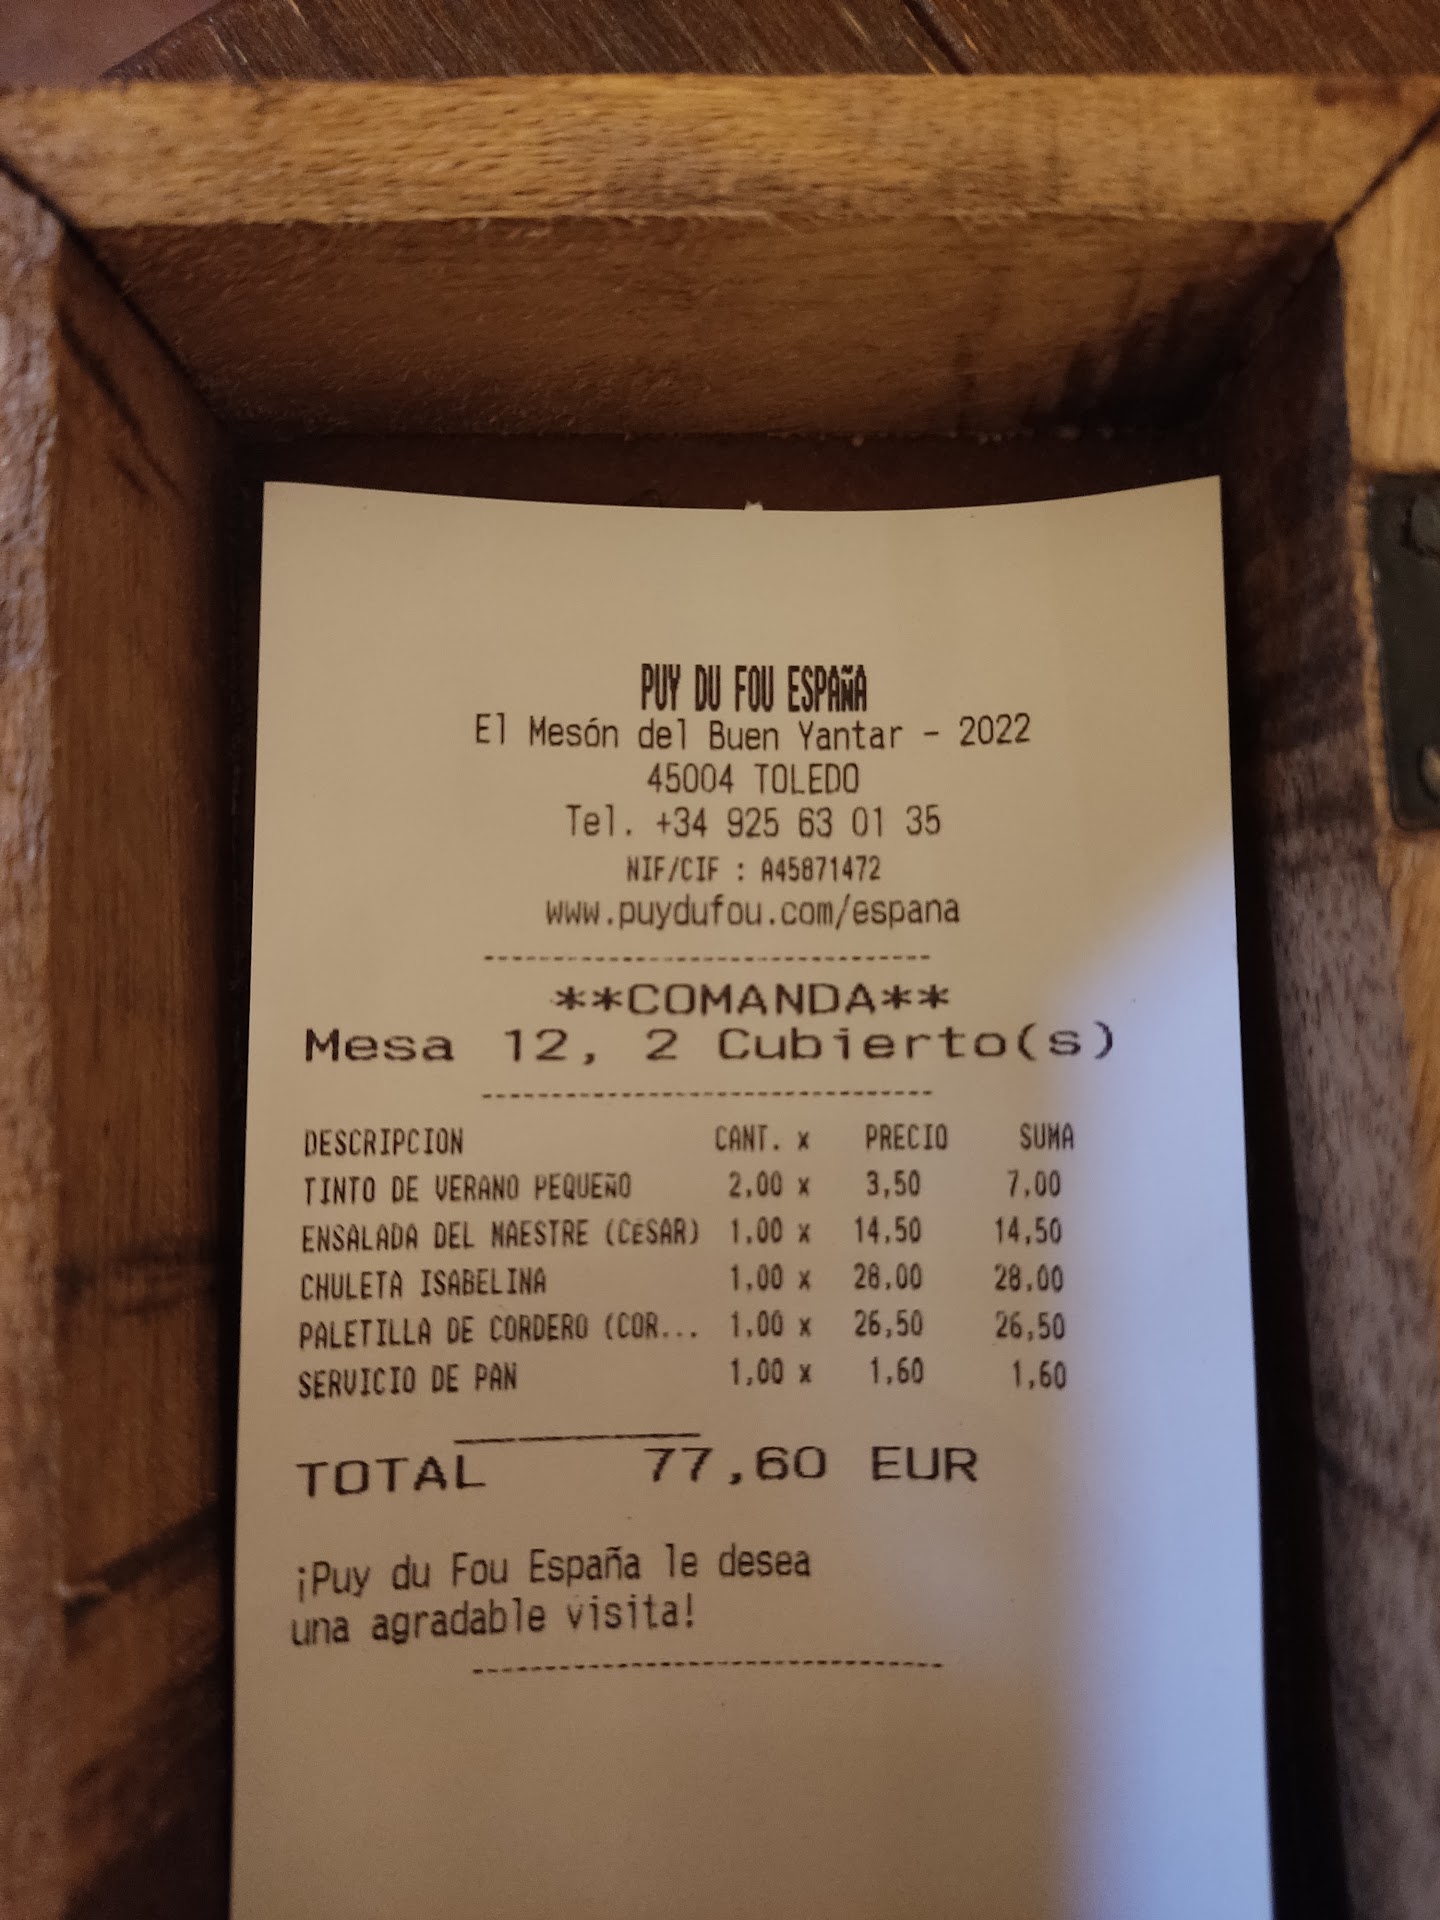 PUY DU FOU ESPAÑA
El Mesón del Buen Yantar - 2022
45004 TOLEDO
Tel. +34 925 63 01 35
NIF/CIF : A45871472
www.puydufou.com/espana
--------------------------------
**COMANDA**
Mesa 12, 2 Cubierto(s)
--------------------------------
DESCRIPCION CANT. x PRECIO SUMA
TINTO DE VERANO PEQUEÑO 2,00 x 3,50 7,00
ENSALADA DEL MAESTRE (CÉSAR) 1,00 x 14,50 14,50
CHULETA ISABELINA 1,00 x 28,00 28,00
PALETILLA DE CORDERO (COR... 1,00 x 26,50 26,50
SERVICIO DE PAN 1,00 x 1,60 1,60
TOTAL 77,60 EUR
¡Puy du Fou España le desea
una agradable visita!
--------------------------------